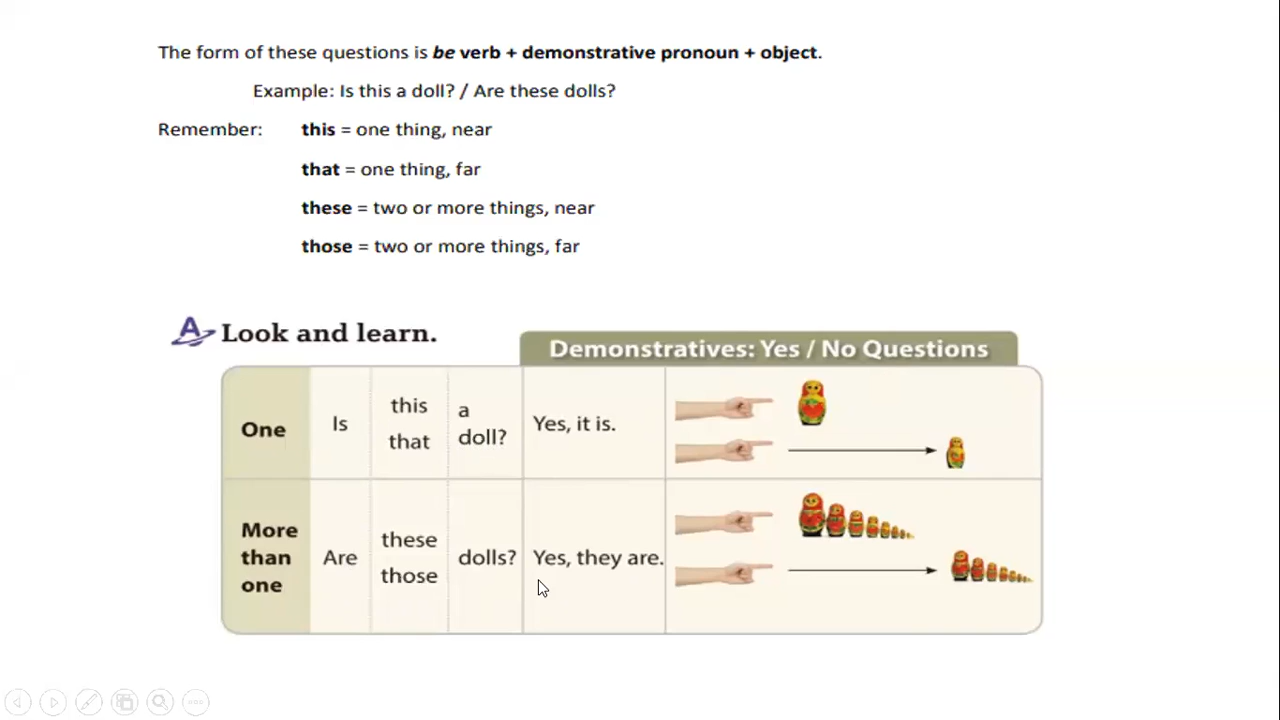 The form of these questions is be verb + demonstrative pronoun + object.
Example: Is this a doll? / Are these dolls?
Remember: this = one thing, near
that = one thing, far
these = two or more things, near
those = two or more things, far
A Look and learn.
Demonstratives: Yes / No Questions
One
Is
this
that
a
doll?
Yes, it is.
More
than
one
Are
these
those
dolls?
Yes, they are.